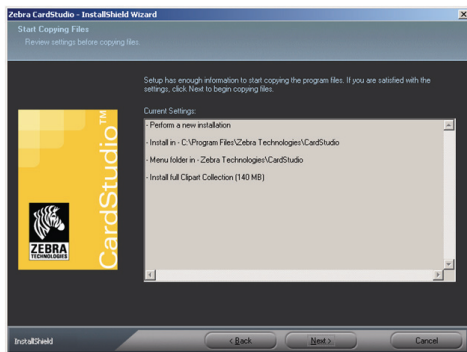 Zebra CardStudio - InstallShield Wizard
Start Copying Files
Review settings before copying files.
Setup has enough information to start copying the program files. If you are satisfied with the
settings, click Next to begin copying files.
Current Settings:
- Perform a new installation
- Install in - C:\Program Files\Zebra Technologies\CardStudio
- Menu folder in - Zebra Technologies\CardStudio
- Install full Clipart Collection (140 MB)
CardStudio™
ZEBRA
TECHNOLOGIES
InstallShield
< Back
Next >
Cancel